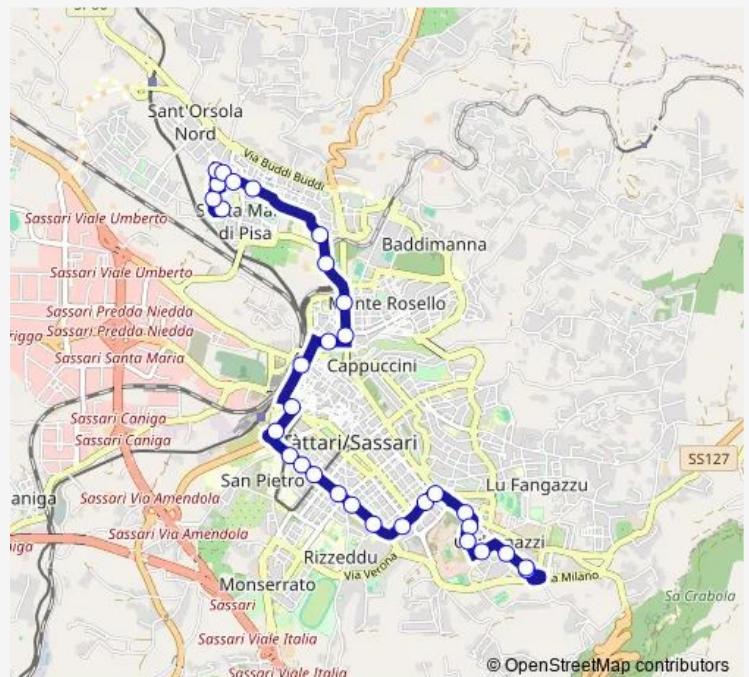 Sant'Orsola
Nord
Via Buddi Buddi
Sassari Viale Umberto
di Pisa
Baddimanna
Sassari Viale Umberto
Sassari Predda Niedda
Monte Rosello
Sassari Predda Niedda
Sassari Santa Maria
Cappuccini
Sassari Caniga
Sassari Caniga
Tàttari/Sassari
SS127
San Pietro
Lu Fangazzu
Sassari Via Amendola
Sassari Via Amendola
Rizzeddu
Via Verona
Monserrato
Milano
Sa Crabola
Sassari
Sassari Viale Italia
Sassari Viale Italia
© OpenStreetMap contributors